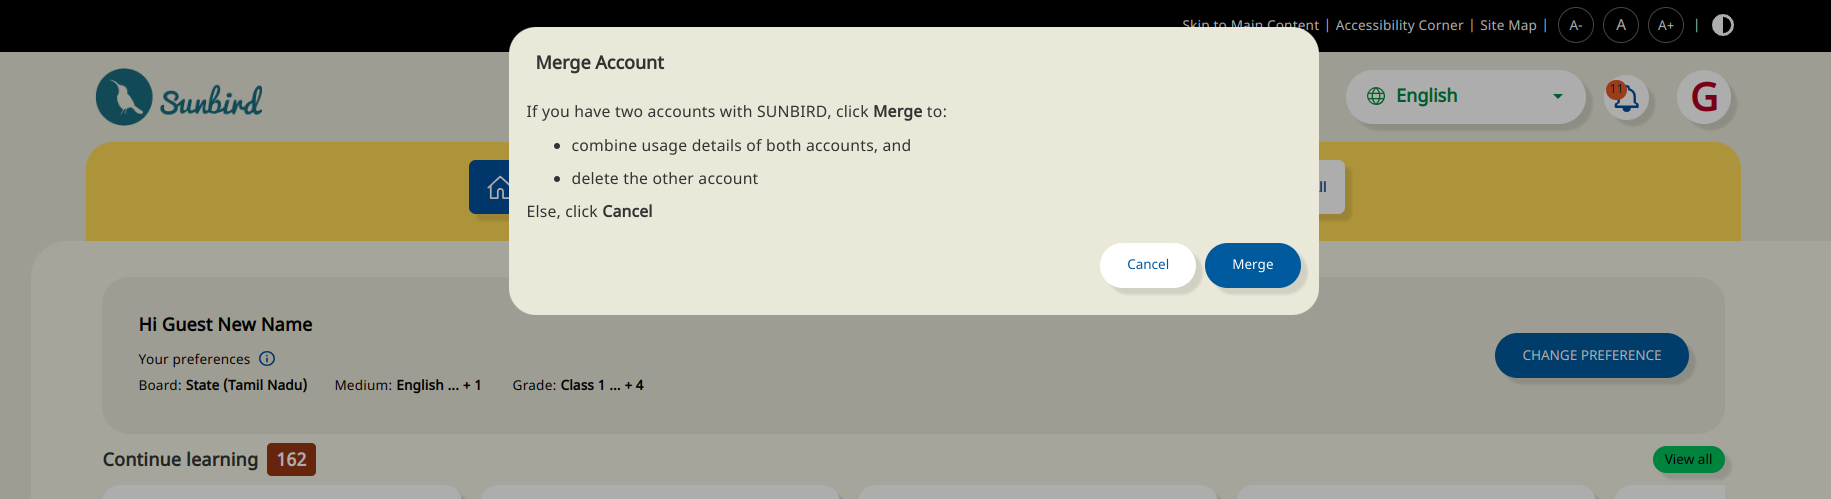 Skip to Main Content | Accessibility Corner | Site Map | A- A A+ |
Merge Account
Sunbird
English
11
G
If you have two accounts with SUNBIRD, click Merge to:
combine usage details of both accounts, and
delete the other account
Else, click Cancel
Cancel
Merge
Hi Guest New Name
Your preferences
Board: State (Tamil Nadu) Medium: English ... + 1 Grade: Class 1 ... + 4
CHANGE PREFERENCE
Continue learning 162
View all